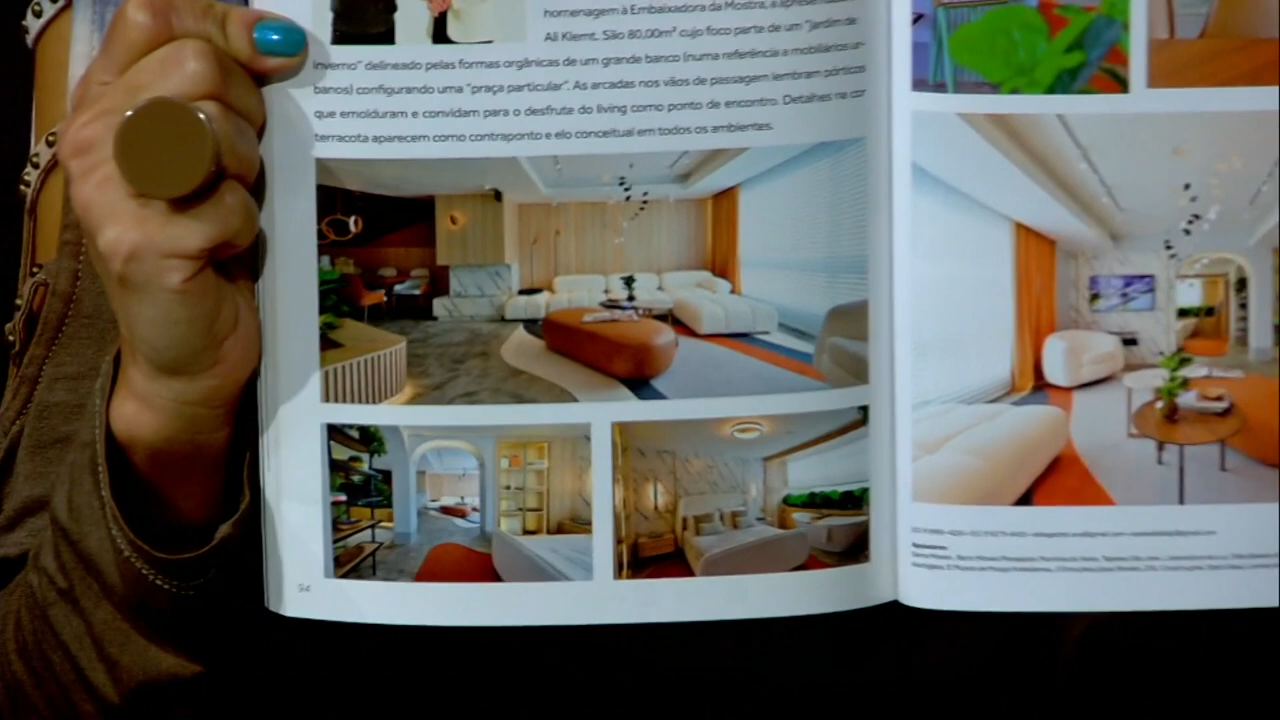 homenagem à Embaixadora da Mostra, a
Ali Klemt. São 80,00m² cujo foco parte de um "jardim de
inverno" delineado pelas formas orgânicas de um grande banco (numa referência a mobiliários ur-
banos) configurando uma "praça particular". As arcadas nos vãos de passagem lembram pórticos
que emolduram e convidam para o desfrute do living como ponto de encontro. Detalhes na cor
terracota aparecem como contraponto e elo conceitual em todos os ambientes.
94